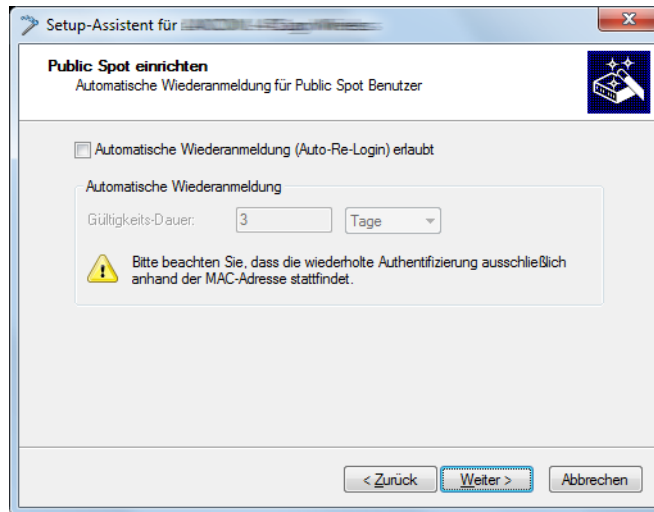 Setup-Assistent für
Public Spot einrichten
Automatische Wiederanmeldung für Public Spot Benutzer
Automatische Wiederanmeldung (Auto-Re-Login) erlaubt
Automatische Wiederanmeldung
Gültigkeits-Dauer:
3
Tage
Bitte beachten Sie, dass die wiederholte Authentifizierung ausschließlich
anhand der MAC-Adresse stattfindet.
< Zurück
Weiter >
Abbrechen